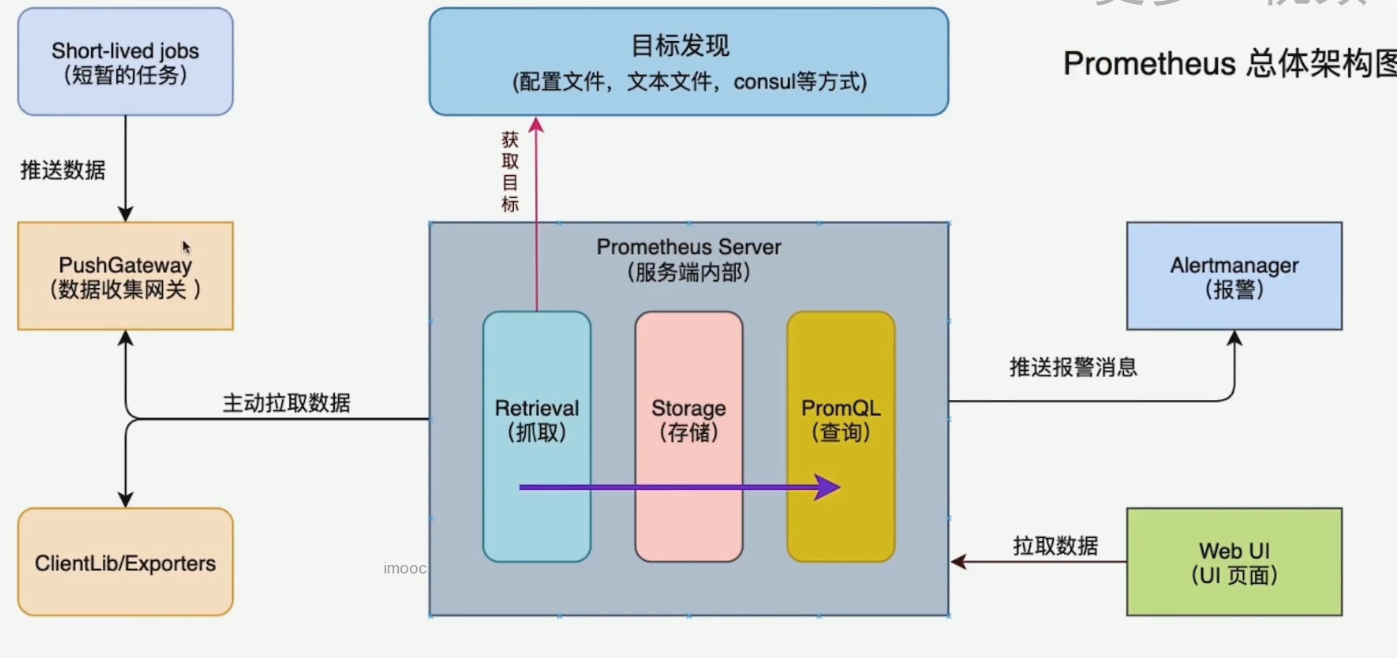 Prometheus 总体架构图
Short-lived jobs
（短暂的任务）
目标发现
(配置文件，文本文件，consul等方式)
推送数据
获取目标
PushGateway
（数据收集网关 ）
Prometheus Server
（服务端内部）
Alertmanager
（报警）
推送报警消息
主动拉取数据
Retrieval
（抓取）
Storage
（存储）
PromQL
（查询）
ClientLib/Exporters
imooc
拉取数据
Web UI
（UI 页面）